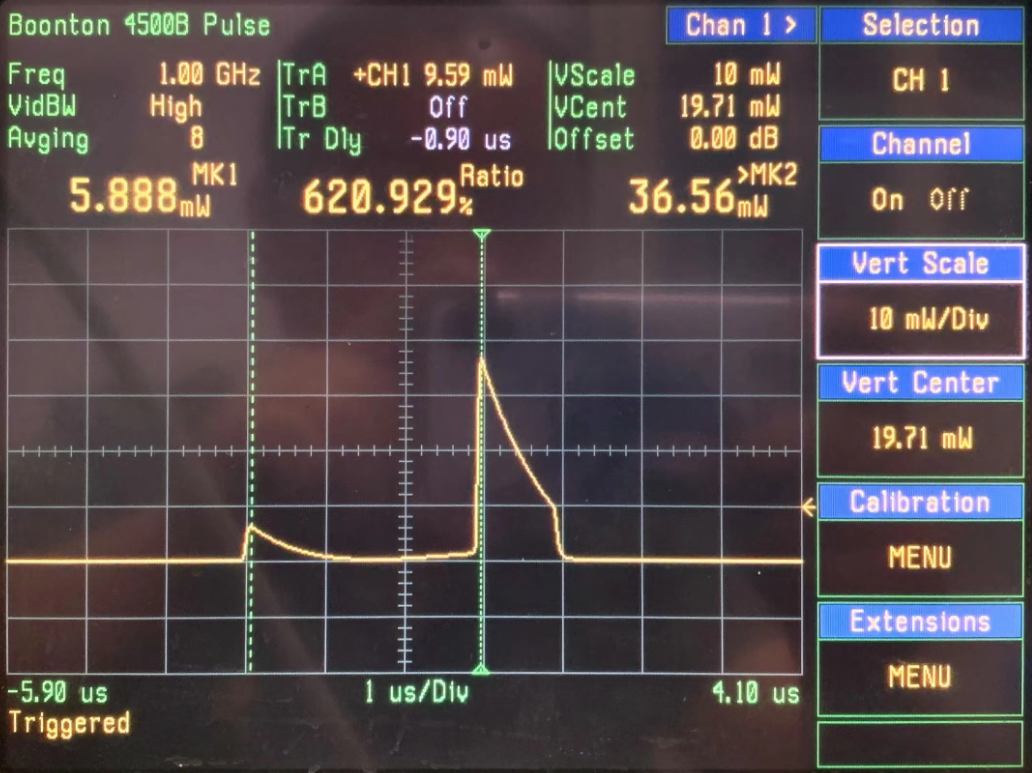 Boonton 4500B Pulse
Chan 1 >
Freq 1.00 GHz TrA +CH1 9.59 mW VScale 10 mW
VidBW High TrB Off VCent 19.71 mW
Avging 8 Tr Dly -0.90 us Offset 0.00 dB
MK1 Ratio >MK2
5.888mW 620.929% 36.56mW
-5.90 us 1 us/Div 4.10 us
Triggered
Selection
CH 1
Channel
On Off
Vert Scale
10 mW/Div
Vert Center
19.71 mW
Calibration
MENU
Extensions
MENU